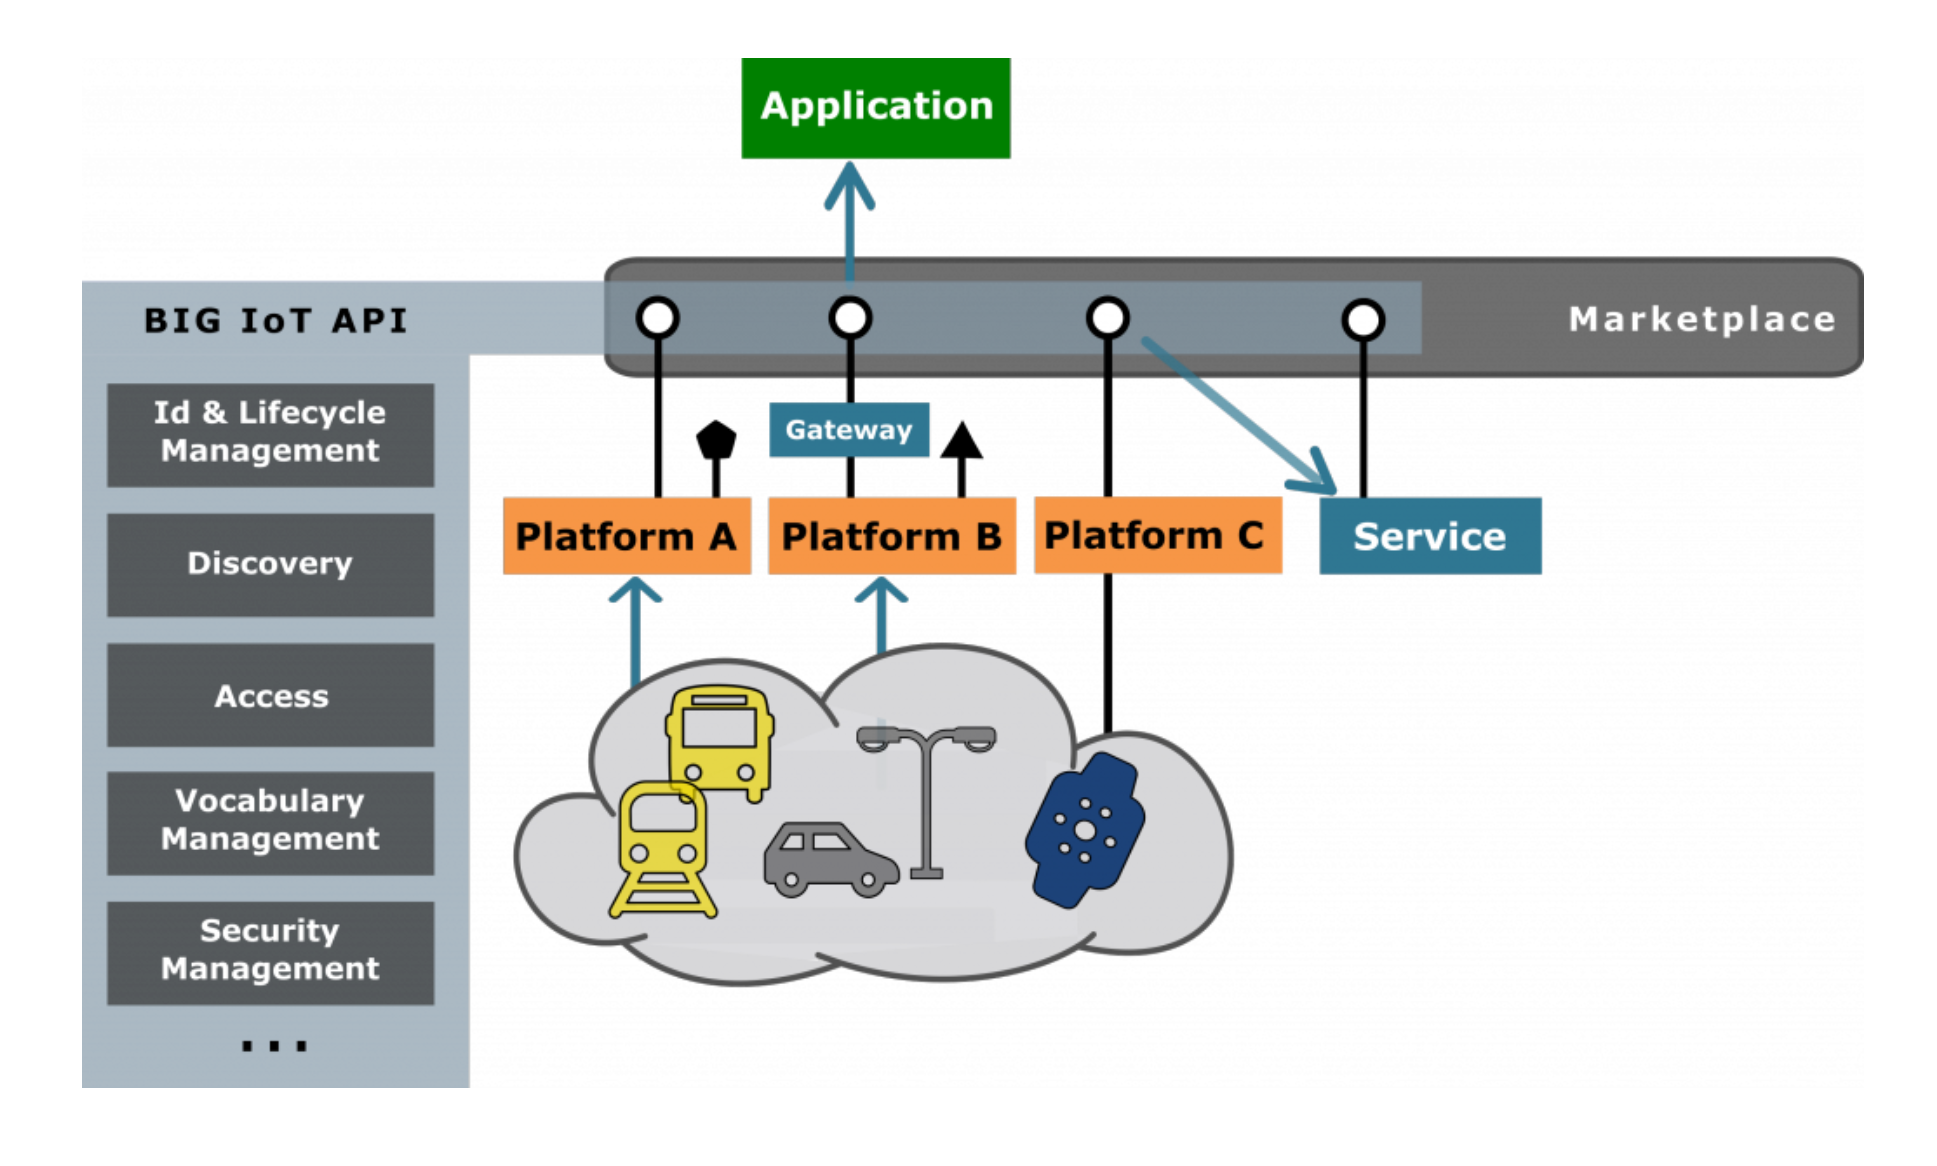 Application
BIG IoT API
Marketplace
Id & Lifecycle
Management
Gateway
Discovery
Platform A
Platform B
Platform C
Service
Access
Vocabulary
Management
Security
Management
...